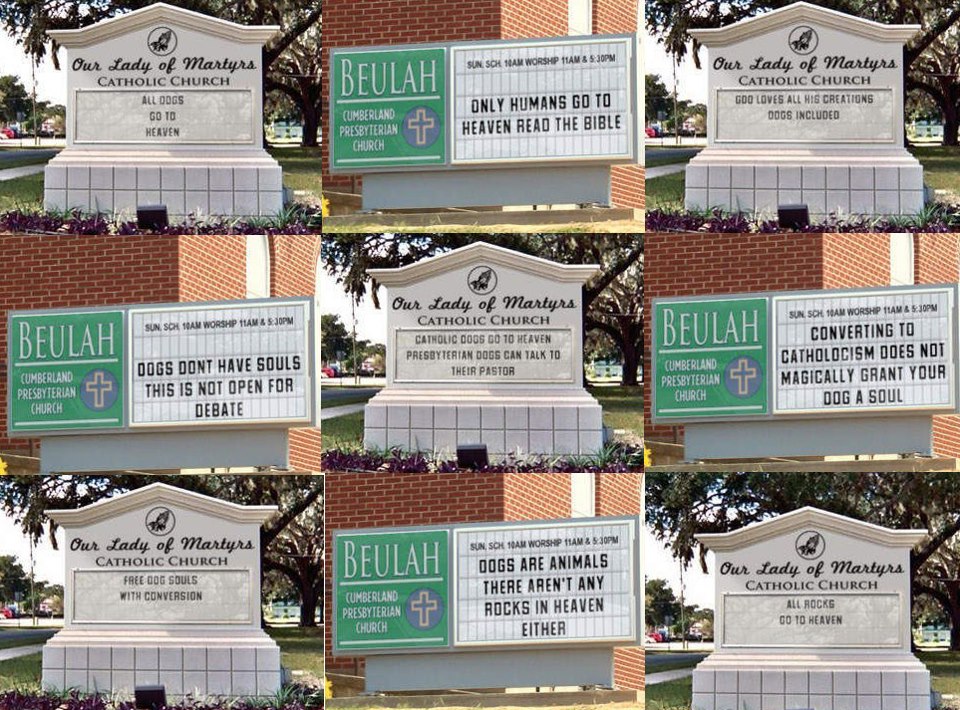 Our Lady of Martyrs
CATHOLIC CHURCH
ALL DOGS
GO TO
HEAVEN
BEULAH
CUMBERLAND
PRESBYTERIAN
CHURCH
SUN. SCH. 10AM WORSHIP 11AM & 5:30PM
ONLY HUMANS GO TO
HEAVEN READ THE BIBLE
Our Lady of Martyrs
CATHOLIC CHURCH
GOD LOVES ALL HIS CREATIONS
DOGS INCLUDED
BEULAH
CUMBERLAND
PRESBYTERIAN
CHURCH
SUN. SCH. 10AM WORSHIP 11AM & 5:30PM
DOGS DONT HAVE SOULS
THIS IS NOT OPEN FOR
DEBATE
Our Lady of Martyrs
CATHOLIC CHURCH
CATHOLIC DOGS GO TO HEAVEN
PRESBYTERIAN DOGS CAN TALK TO
THEIR PASTOR
BEULAH
CUMBERLAND
PRESBYTERIAN
CHURCH
SUN. SCH. 10AM WORSHIP 11AM & 5:30PM
CONVERTING TO
CATHOLOCISM DOES NOT
MAGICALLY GRANT YOUR
DOG A SOUL
Our Lady of Martyrs
CATHOLIC CHURCH
FREE DOG SOULS
WITH CONVERSION
BEULAH
CUMBERLAND
PRESBYTERIAN
CHURCH
SUN. SCH. 10AM WORSHIP 11AM & 5:30PM
DOGS ARE ANIMALS
THERE AREN'T ANY
ROCKS IN HEAVEN
EITHER
Our Lady of Martyrs
CATHOLIC CHURCH
ALL ROCKS
GO TO HEAVEN